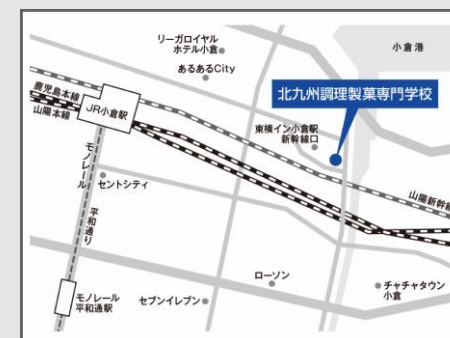 リーガロイヤル
ホテル小倉
小倉港
あるあるCity
北九州調理製菓専門学校
鹿児島本線
山陽本線
JR小倉駅
東横イン小倉駅
新幹線口
モノレール
セントシティ
山陽新幹線
平和通り
ローソン
チャチャタウン
小倉
モノレール
平和通駅
セブンイレブン